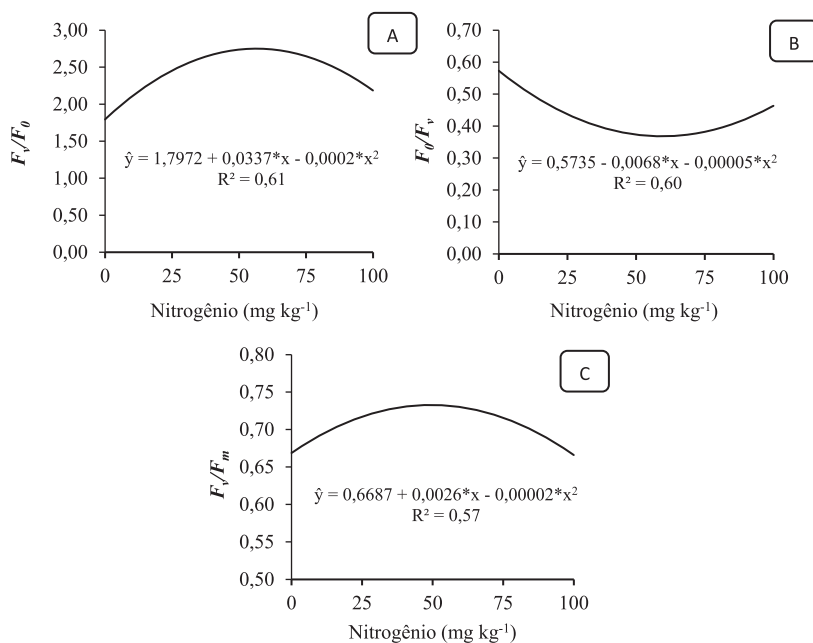 A
3,00
2,50
2,00
1,50
1,00
0,50
0,00
Fv/F0
ŷ = 1,7972 + 0,0337*x - 0,0002*x²
R² = 0,61
0 25 50 75 100
Nitrogênio (mg kg⁻¹)
B
0,70
0,60
0,50
0,40
0,30
0,20
0,10
0,00
F0/Fv
ŷ = 0,5735 - 0,0068*x - 0,00005*x²
R² = 0,60
0 25 50 75 100
Nitrogênio (mg kg⁻¹)
C
0,80
0,75
0,70
0,65
0,60
0,55
0,50
Fv/Fm
ŷ = 0,6687 + 0,0026*x - 0,00002*x²
R² = 0,57
0 25 50 75 100
Nitrogênio (mg kg⁻¹)